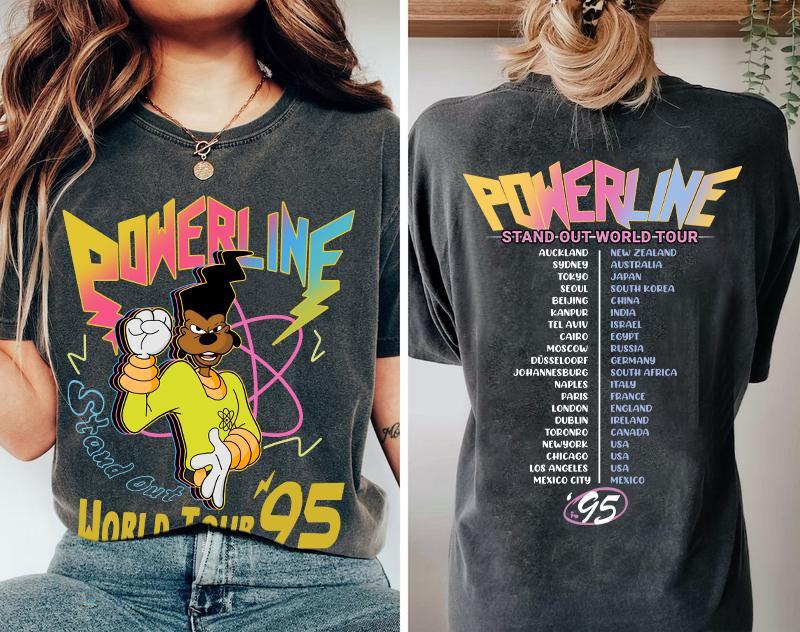 POWERLINE
Stand Out
WORLD TOUR '95
POWERLINE
STAND OUT WORLD TOUR
AUCKLAND NEW ZEALAND
SYDNEY AUSTRALIA
TOKYO JAPAN
SEOUL SOUTH KOREA
BEIJING CHINA
KANPUR INDIA
TEL AVIV ISRAEL
CAIRO EGYPT
MOSCOW RUSSIA
DÜSSELOORF GERMANY
JOHANNESBURG SOUTH AFRICA
NAPLES ITALY
PARIS FRANCE
LONDON ENGLAND
DUBLIN IRELAND
TORONRO CANADA
NEWYORK USA
CHICAGO USA
LOS ANGELES USA
MEXICO CITY MEXICO
'95